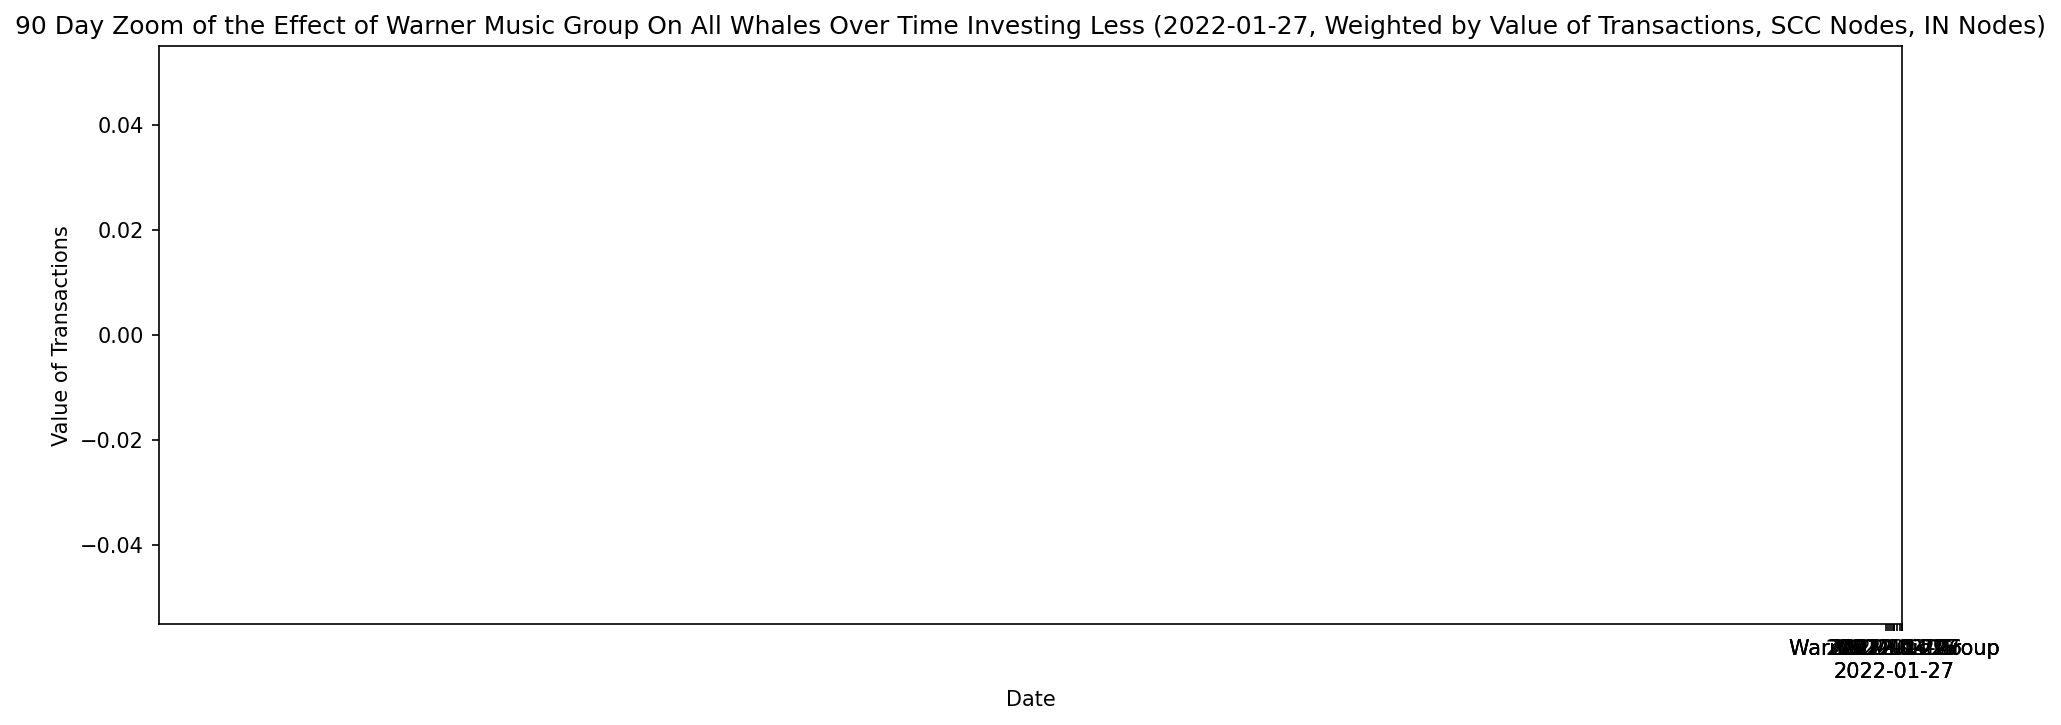 90 Day Zoom of the Effect of Warner Music Group On All Whales Over Time Investing Less (2022-01-27, Weighted by Value of Transactions, SCC Nodes, IN Nodes)
Value of Transactions
0.04
0.02
0.00
−0.02
−0.04
2022-01-27
Date